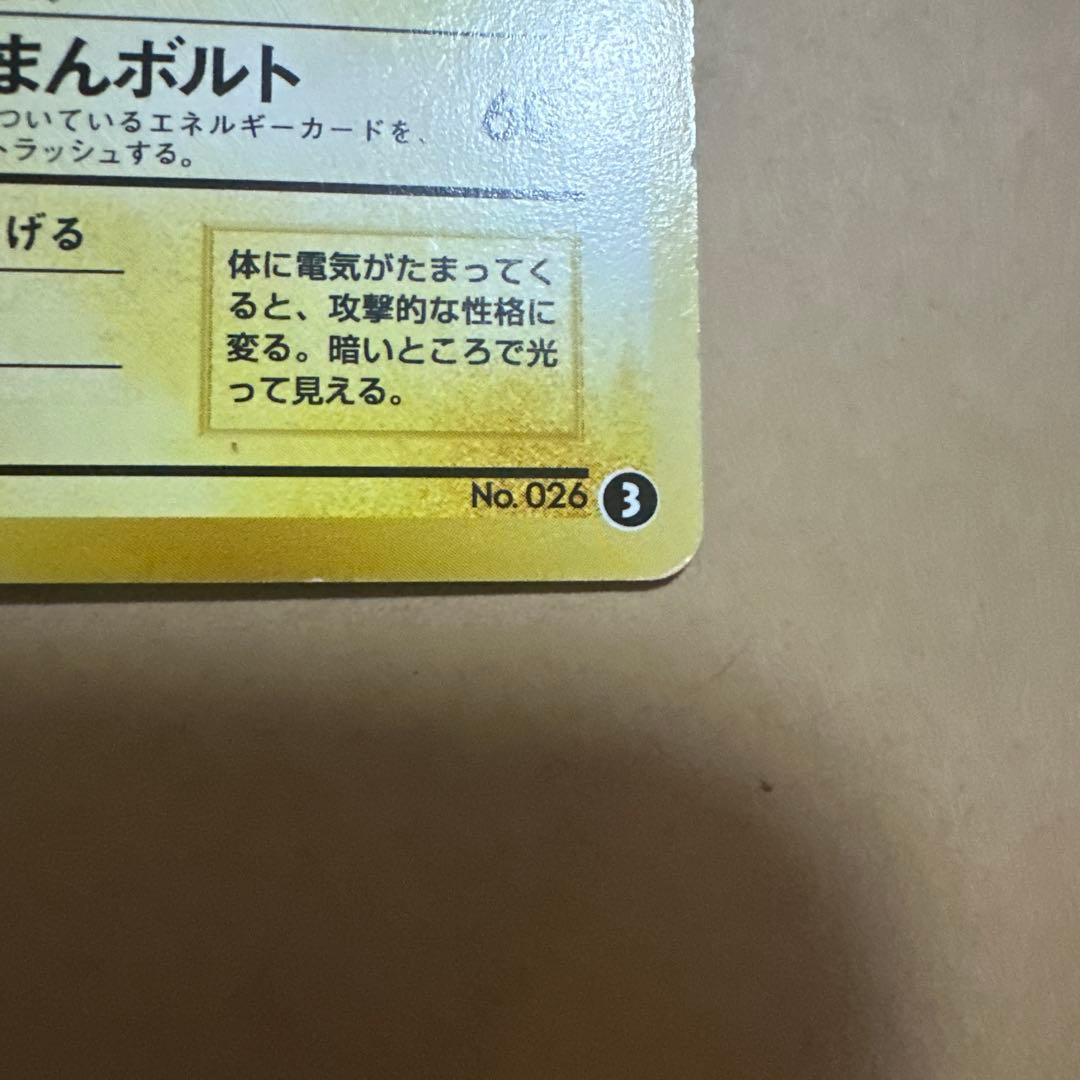 まんボルト
ついているエネルギーカードを、
トラッシュする。
60
げる
体に電気がたまってく
ると、攻撃的な性格に
変る。暗いところで光
って見える。
No. 026 3